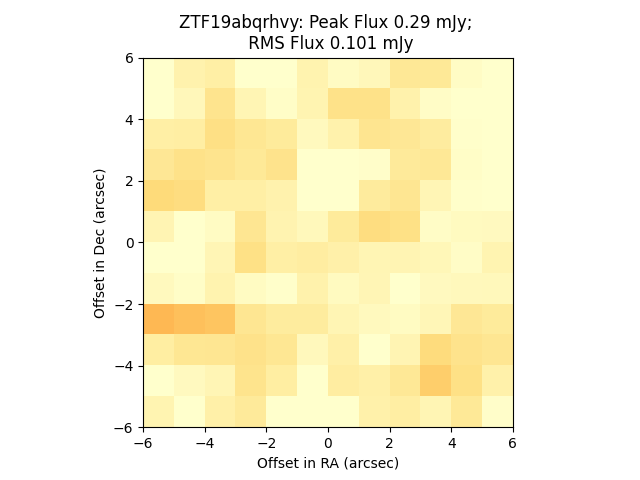 ZTF19abqrhvy: Peak Flux 0.29 mJy;
RMS Flux 0.101 mJy
6
4
2
0
−2
−4
−6
Offset in Dec (arcsec)
−6 −4 −2 0 2 4 6
Offset in RA (arcsec)